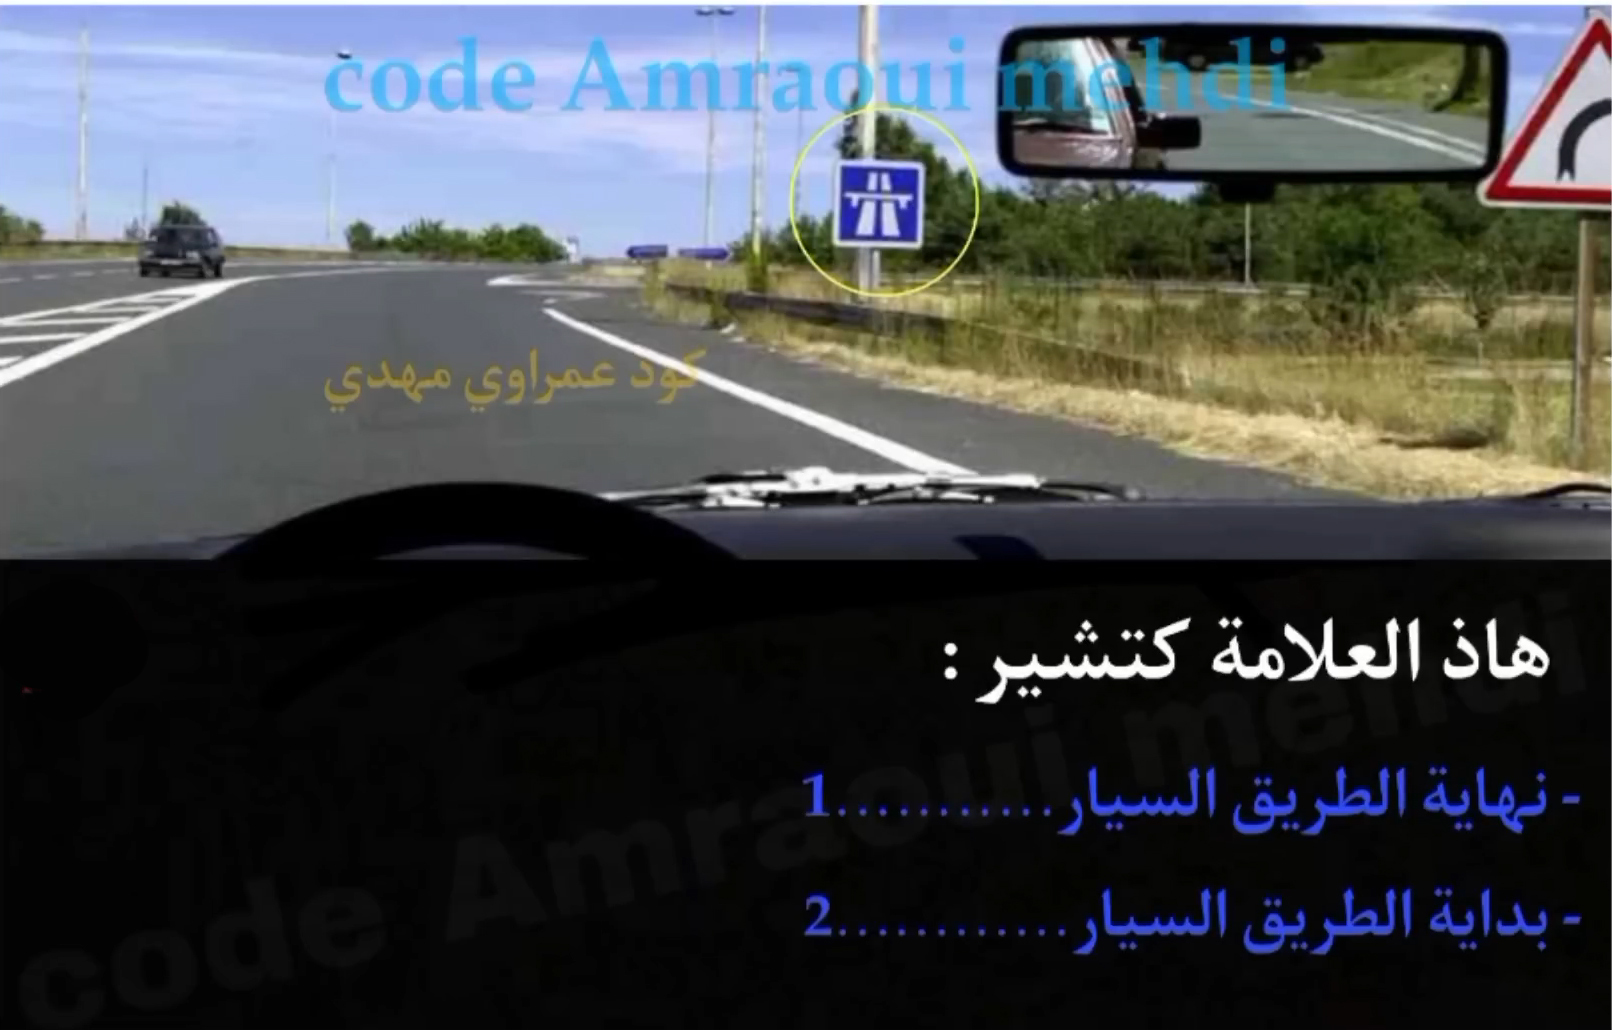 code Amraoui mehdi
كود عمراوي مهدي
هاذ العلامة كتشير :
- نهاية الطريق السيار...........1
- بداية الطريق السيار............2
code Amraoui mehdi